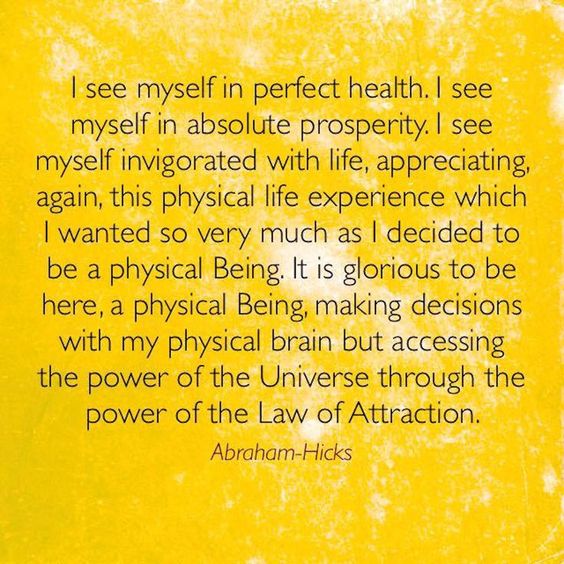 I see myself in perfect health. I see
myself in absolute prosperity. I see
myself invigorated with life, appreciating,
again, this physical life experience which
I wanted so very much as I decided to
be a physical Being. It is glorious to be
here, a physical Being, making decisions
with my physical brain but accessing
the power of the Universe through the
power of the Law of Attraction.
Abraham-Hicks